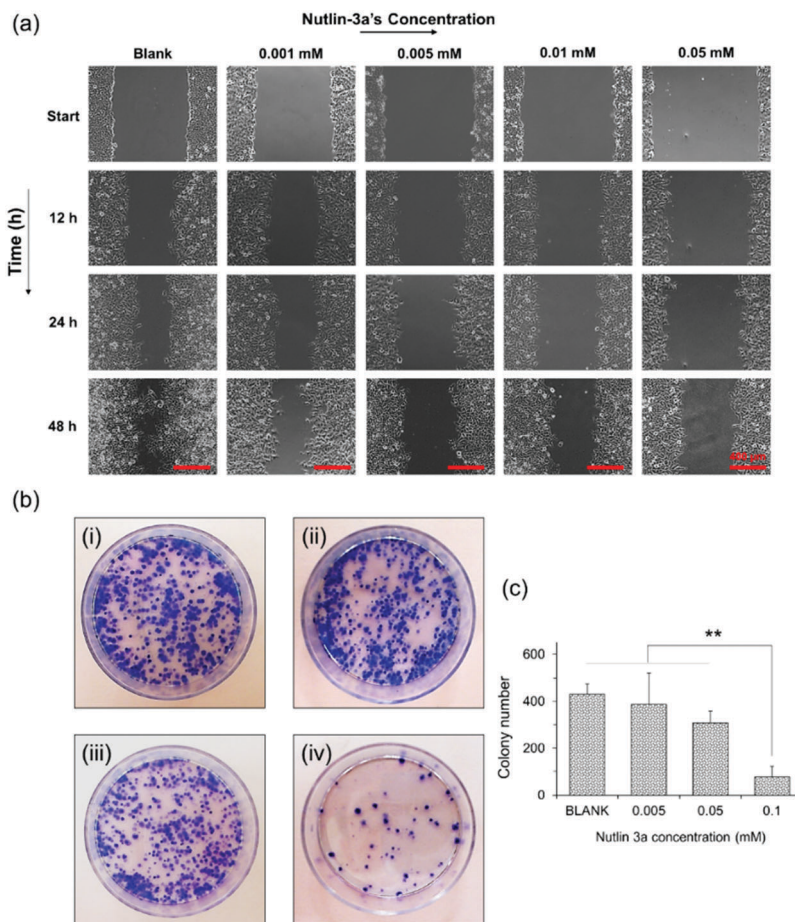 (a)
Nutlin-3a's Concentration
Blank 0.001 mM 0.005 mM 0.01 mM 0.05 mM
Start
12 h
24 h
48 h
Time (h)
(b)
(i)
(ii)
(iii)
(iv)
(c)
**
600
400
200
0
Colony number
BLANK 0.005 0.05 0.1
Nutlin 3a concentration (mM)